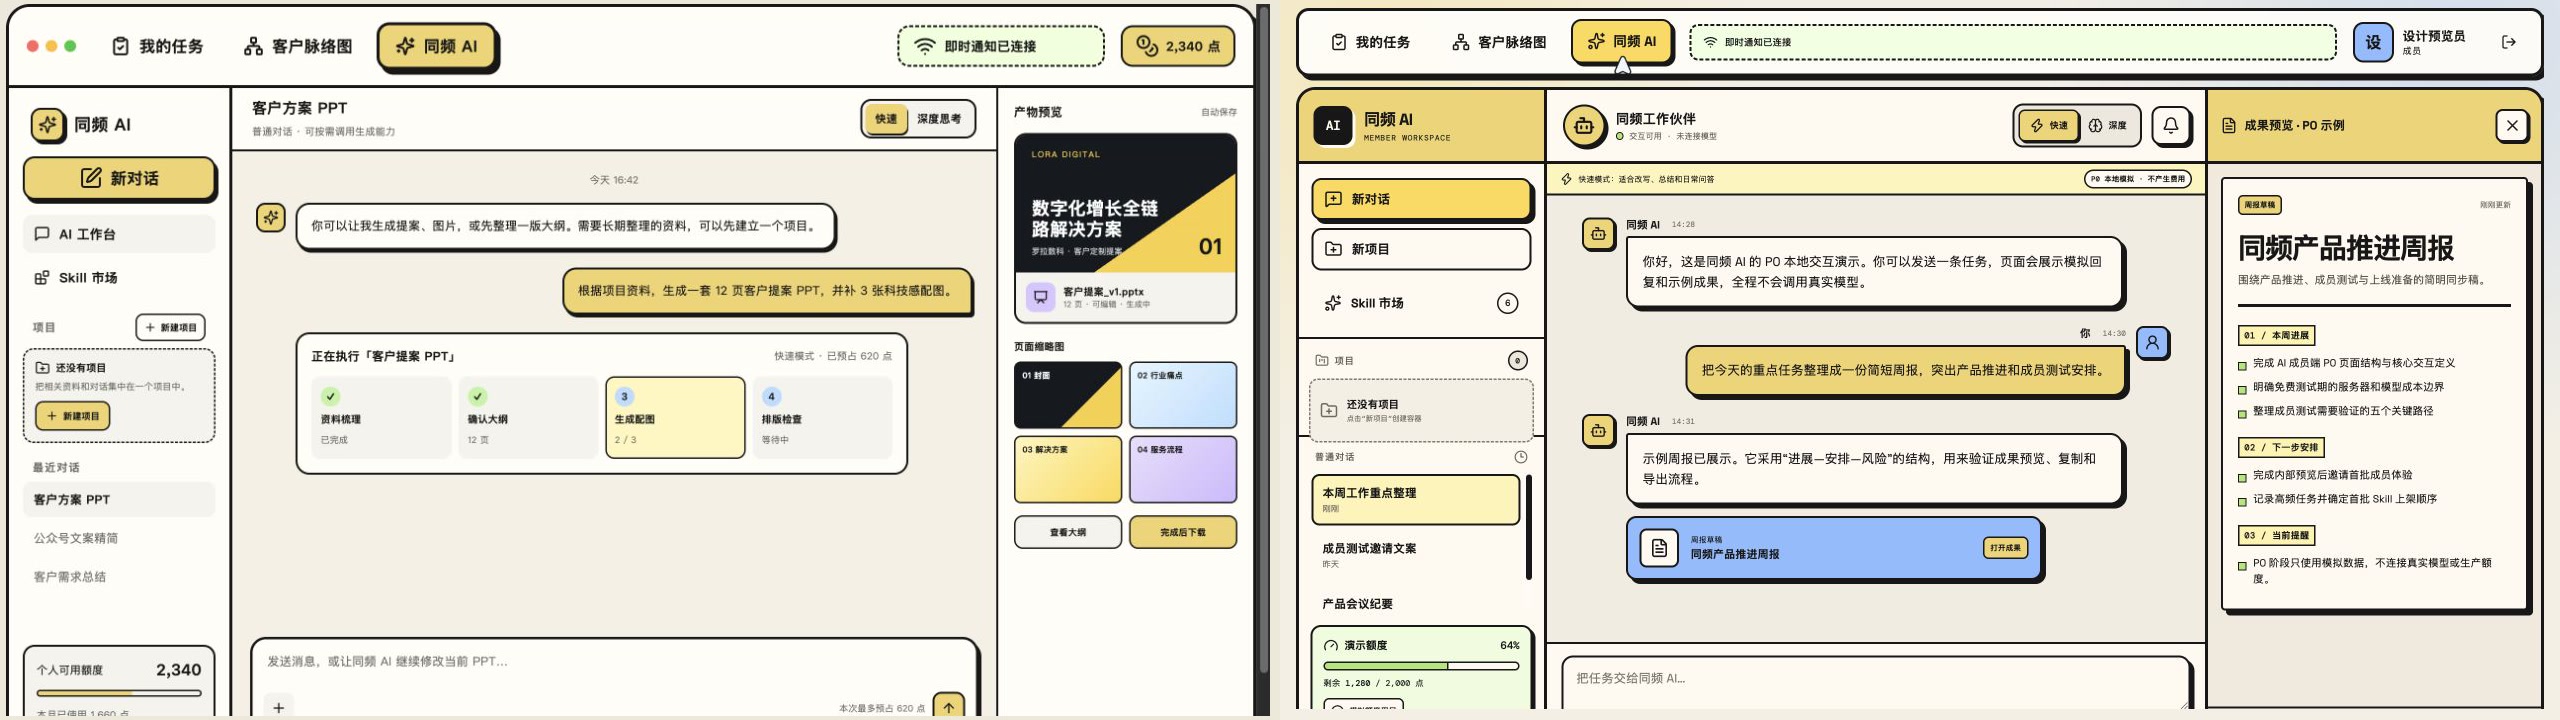 我的任务
客户脉络图
同频 AI
即时通知已连接
2,340 点
同频 AI
新对话
AI 工作台
Skill 市场
项目
+ 新建项目
还没有项目
把相关资料和对话集中在一个项目中。
+ 新建项目
最近对话
客户方案 PPT
公众号文案精简
客户需求总结
个人可用额度
2,340
本月已使用 1,660 点
客户方案 PPT
普通对话 · 可按需调用生成能力
快速
深度思考
今天 16:42
你可以让我生成提案、图片，或先整理一版大纲。需要长期整理的资料，可以先建立一个项目。
根据项目资料，生成一套 12 页客户提案 PPT，并补 3 张科技感配图。
正在执行「客户提案 PPT」
快速模式 · 已预占 620 点
资料梳理
已完成
确认大纲
12 页
3
生成配图
2 / 3
4
排版检查
等待中
发送消息，或让同频 AI 继续修改当前 PPT...
+
本次最多预占 620 点
产物预览
自动保存
LORA DIGITAL
数字化增长全链
路解决方案
罗拉数科 · 客户定制提案
01
客户提案_v1.pptx
12 页 · 可编辑 · 生成中
页面缩略图
01 封面
02 行业痛点
03 解决方案
04 服务流程
查看大纲
完成后下载
我的任务
客户脉络图
同频 AI
即时通知已连接
设
设计预览员
成员
AI
同频 AI
MEMBER WORKSPACE
新对话
新项目
Skill 市场
6
项目
0
还没有项目
点击“新项目”创建容器
普通对话
本周工作重点整理
刚刚
成员测试邀请文案
昨天
产品会议纪要
演示额度
64%
剩余 1,280 / 2,000 点
同频工作伙伴
交互可用 · 未连接模型
快速
深度
快速模式：适合改写、总结和日常问答
P0 本地模拟 · 不产生费用
同频 AI 14:28
你好，这是同频 AI 的 P0 本地交互演示。你可以发送一条任务，页面会展示模拟回
复和示例成果，全程不会调用真实模型。
你 14:30
把今天的重点任务整理成一份简短周报，突出产品推进和成员测试安排。
同频 AI 14:31
示例周报已展示。它采用“进展—安排—风险”的结构，用来验证成果预览、复制和
导出流程。
周报草稿
同频产品推进周报
打开成果
把任务交给同频 AI...
成果预览 · P0 示例
周报草稿
刚刚更新
同频产品推进周报
围绕产品推进、成员测试与上线准备的简明同步稿。
01 / 本周进展
完成 AI 成员端 P0 页面结构与核心交互定义
明确免费测试期的服务器和模型成本边界
整理成员测试需要验证的五个关键路径
02 / 下一步安排
完成内部预览后邀请首批成员体验
记录高频任务并确定首批 Skill 上架顺序
03 / 当前提醒
P0 阶段只使用模拟数据，不连接真实模型或生产额
度。